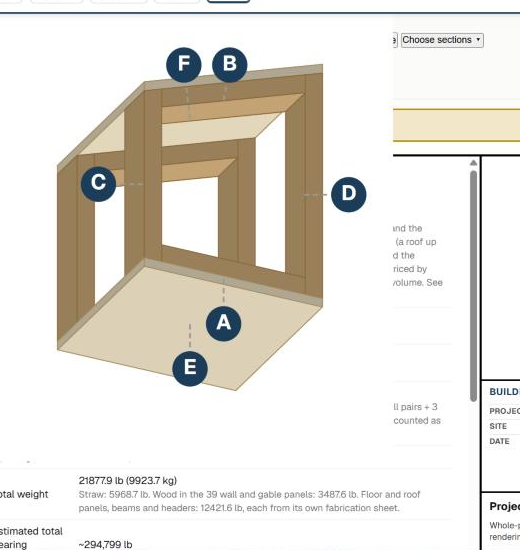 Choose sections
F B
C
D
A
E
and the
(a roof up
d the
riced by
volume. See
ll pairs + 3
counted as
BUILD
PROJEC
SITE
DATE
otal weight
21877.9 lb (9923.7 kg)
Straw: 5968.7 lb. Wood in the 39 wall and gable panels: 3487.6 lb. Floor and roof
panels, beams and headers: 12421.6 lb, each from its own fabrication sheet.
stimated total
earing
~294,799 lb
Projec
Whole-p
renderin